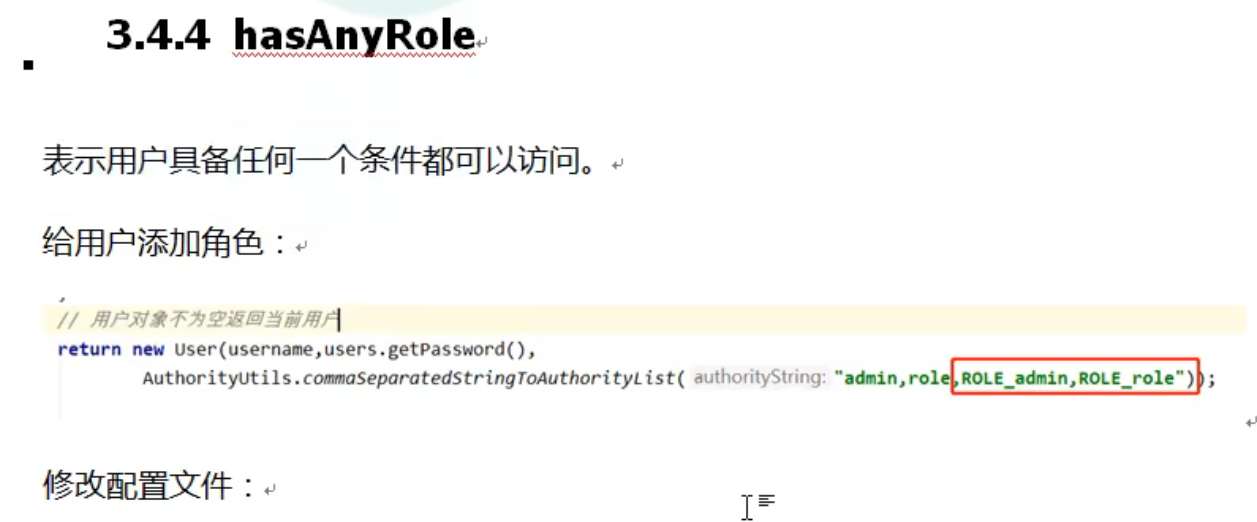 3.4.4 hasAnyRole
表示用户具备任何一个条件都可以访问。
给用户添加角色：
// 用户对象不为空返回当前用户
return new User(username,users.getPassword(),
AuthorityUtils.commaSeparatedStringToAuthorityList( authorityString: "admin,role,ROLE_admin,ROLE_role"));
修改配置文件：